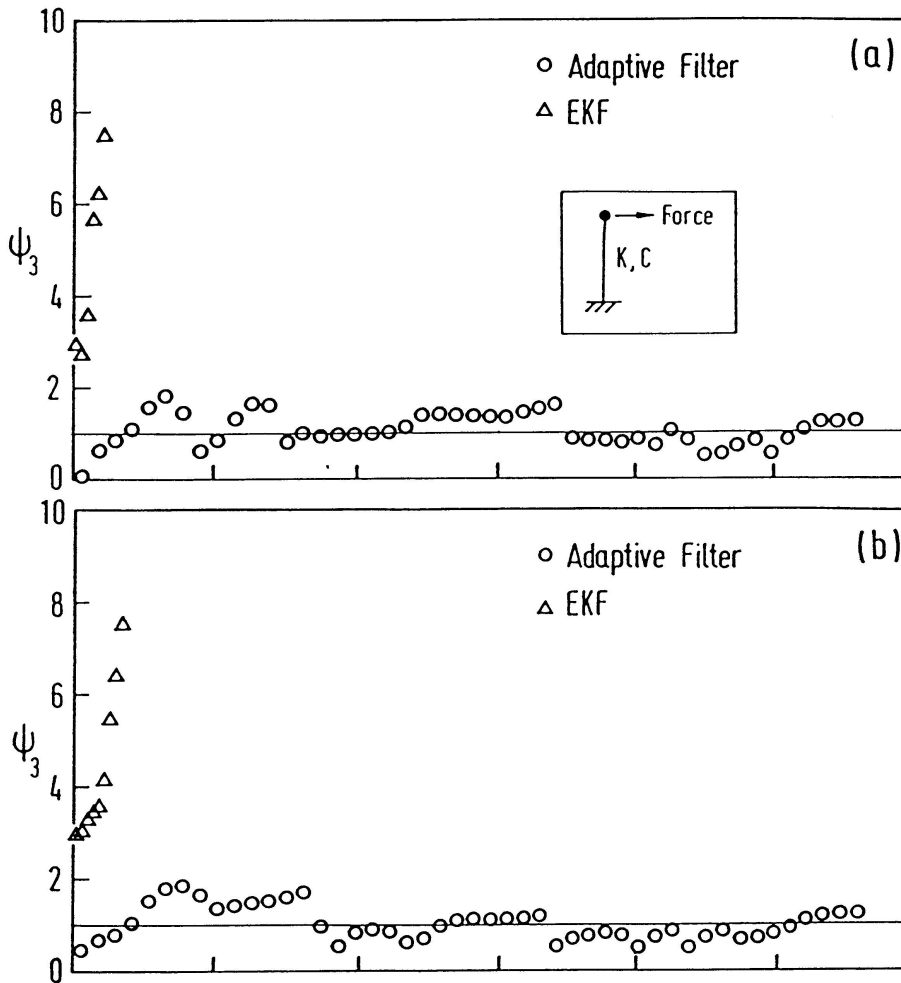 10
(a)
Adaptive Filter
8
EKF
6
Force
ψ3
K, C
4
2
0
10
(b)
Adaptive Filter
8
EKF
6
ψ3
4
2
0